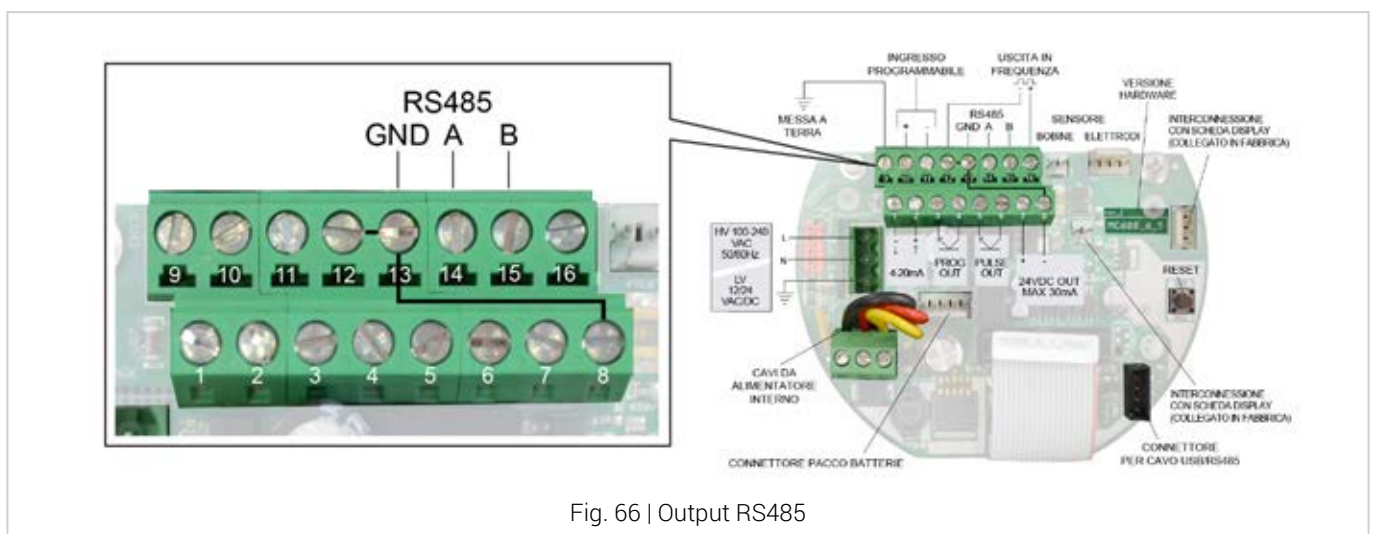 RS485
GND A B
9 10 11 12 13 14 15 16
1 2 3 4 5 6 7 8
INGRESSO
PROGRAMMABILE
USCITA IN
FREQUENZA
- +
VERSIONE
HARDWARE
MESSA A
TERRA
+ -
RS485
GND A B
SENSORE
BOBINE ELETTRODI
INTERCONNESSIONE
CON SCHEDA DISPLAY
(COLLEGATO IN FABBRICA)
HV 100-240
VAC
50/60Hz
LV
12/24
VAC/DC
L
N
4-20mA
PROG
OUT
PULSE
OUT
24VDC OUT
MAX 30mA
RESET
CAVI DA
ALIMENTATORE
INTERNO
INTERCONNESSIONE
CON SCHEDA DISPLAY
(COLLEGATO IN FABBRICA)
CONNETTORE PACCO BATTERIE
CONNETTORE
PER CAVO USB/RS485
Fig. 66 | Output RS485